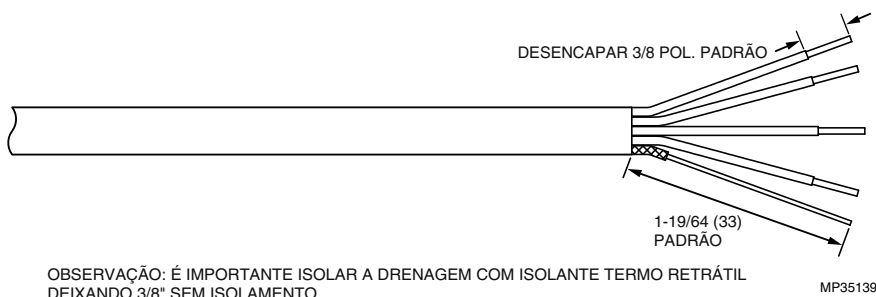 DESENCAPAR 3/8 POL. PADRÃO
1-19/64 (33)
PADRÃO
OBSERVAÇÃO: É IMPORTANTE ISOLAR A DRENAGEM COM ISOLANTE TERMO RETRÁTIL
DEIXANDO 3/8" SEM ISOLAMENTO
MP35139